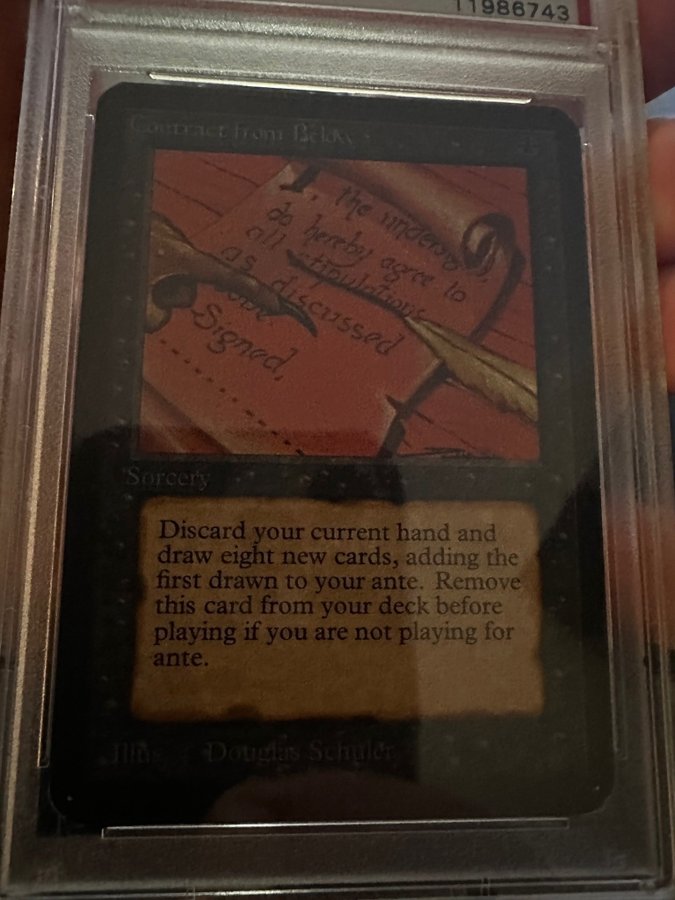 11986743
Contract from Below
I, the undersig
do hereby agree to
all stipulations
as discussed
above
Signed,
Sorcery
Discard your current hand and
draw eight new cards, adding the
first drawn to your ante. Remove
this card from your deck before
playing if you are not playing for
ante.
Illus. Douglas Schuler